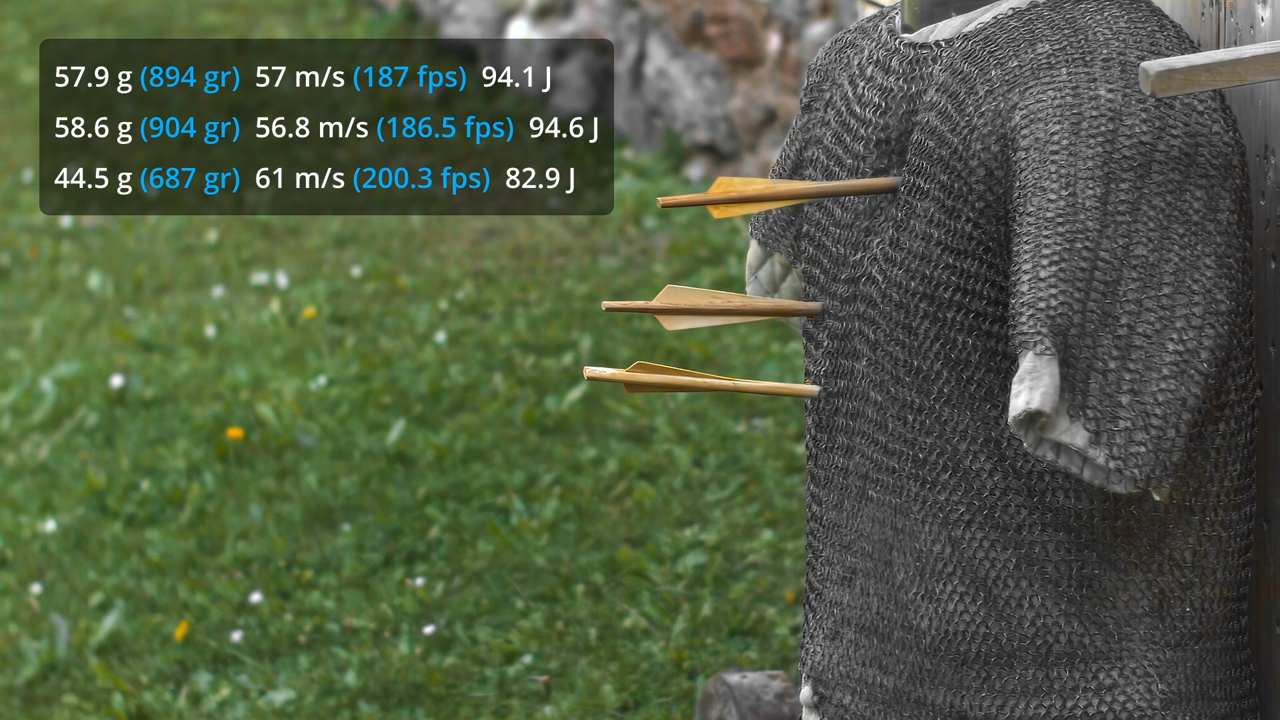 57.9 g (894 gr) 57 m/s (187 fps) 94.1 J
58.6 g (904 gr) 56.8 m/s (186.5 fps) 94.6 J
44.5 g (687 gr) 61 m/s (200.3 fps) 82.9 J